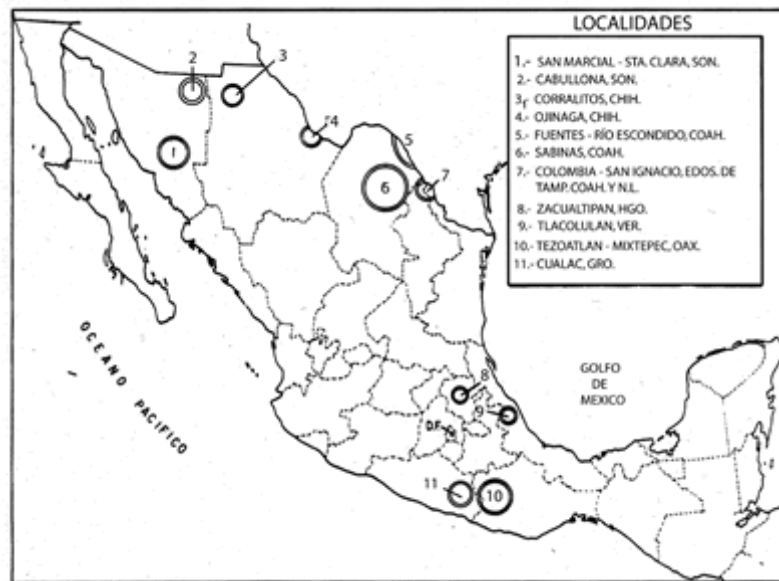 LOCALIDADES
1.- SAN MARCIAL - STA. CLARA, SON.
2.- CABULLONA, SON.
3 CORRALITOS, CHIH.
4.- OJINAGA, CHIH.
5.- FUENTES - RÍO ESCONDIDO, COAH.
6.- SABINAS, COAH.
7.- COLOMBIA - SAN IGNACIO, EDOS. DE
TAMP. COAH. Y N.L.
8.- ZACUALTIPAN, HGO.
9.- TLACOLULAN, VER.
10.- TEZOATLAN - MIXTEPEC, OAX.
11.- CUALAC, GRO.
2
3
4
1
5
6
7
OCEANO PACIFICO
GOLFO
DE
MEXICO
8
9
D.F.
11
10